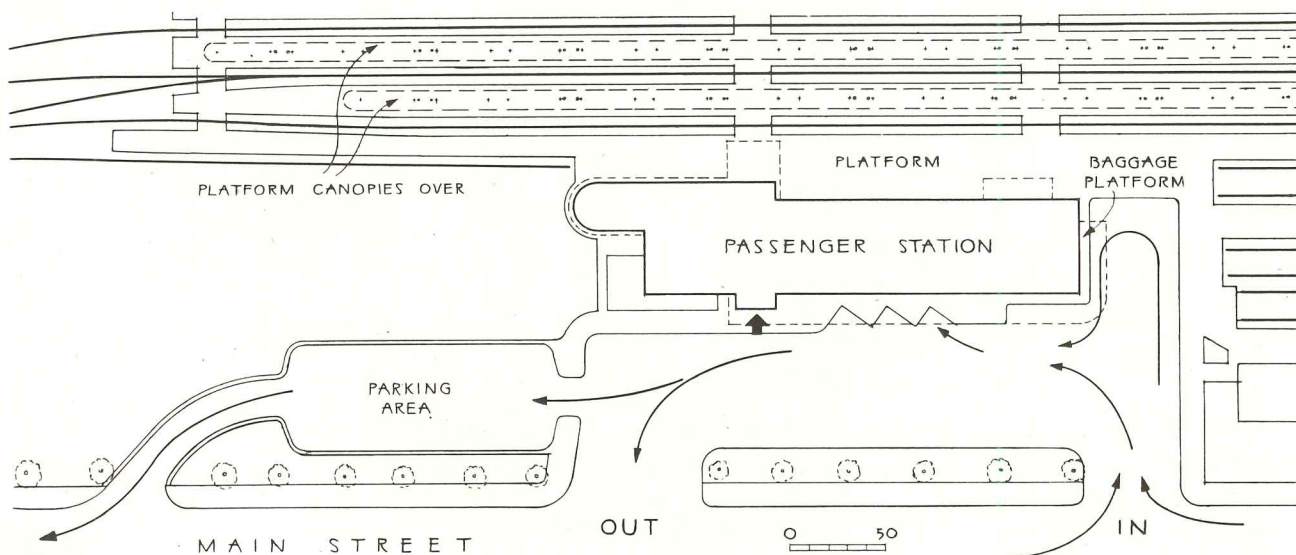 PLATFORM CANOPIES OVER
PLATFORM
BAGGAGE
PLATFORM
PASSENGER STATION
PARKING
AREA
OUT
0 50
IN
MAIN STREET